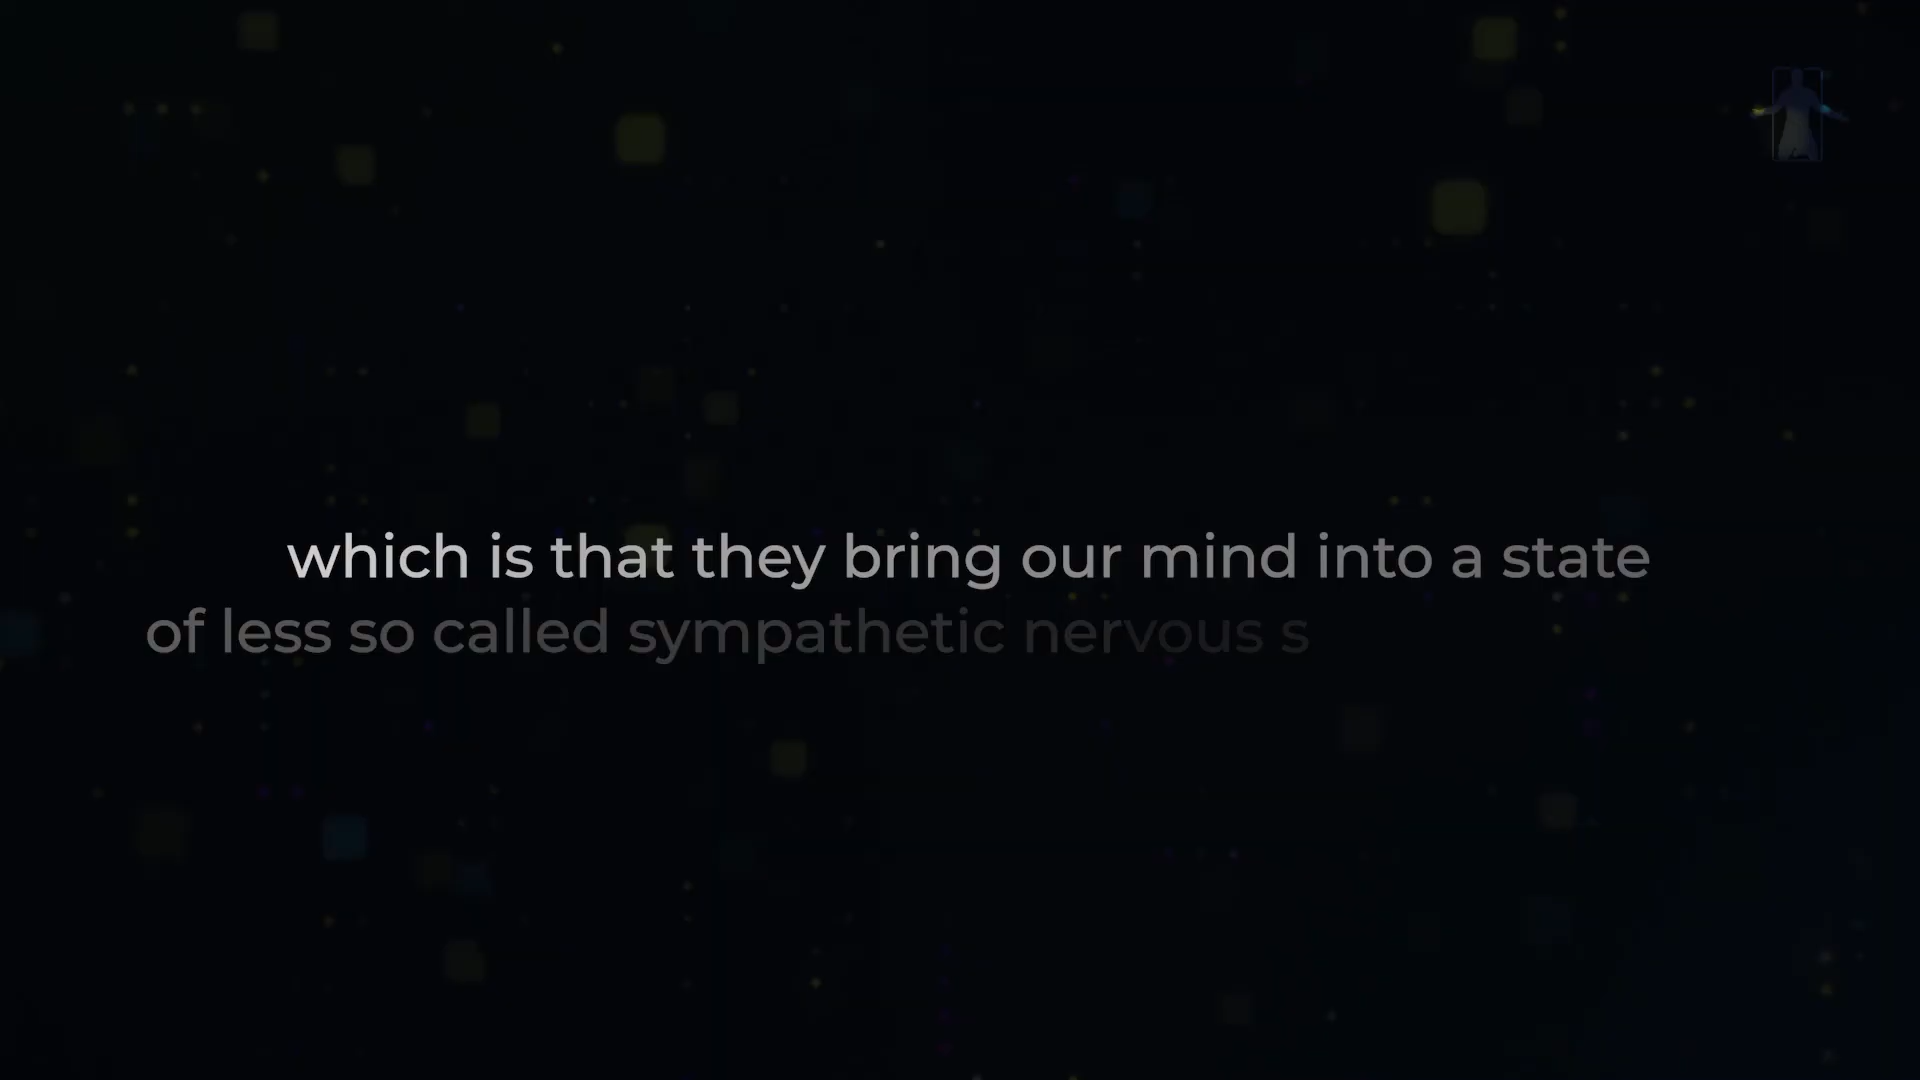 which is that they bring our mind into a state
of less so called sympathetic nervous s